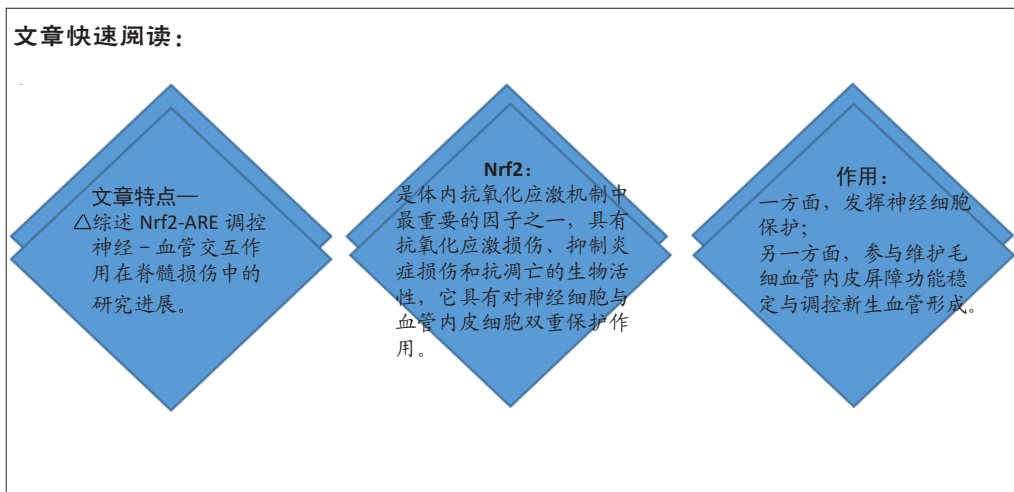 文章快速阅读：
文章特点—
△综述 Nrf2-ARE 调控
神经－血管交互作
用在脊髓损伤中的
研究进展。
Nrf2：
是体内抗氧化应激机制中
最重要的因子之一，具有
抗氧化应激损伤、抑制炎
症损伤和抗凋亡的生物活
性，它具有对神经细胞与
血管内皮细胞双重保护作
用。
作用：
一方面，发挥神经细胞
保护；
另一方面，参与维护毛
细血管内皮屏障功能稳
定与调控新生血管形成。